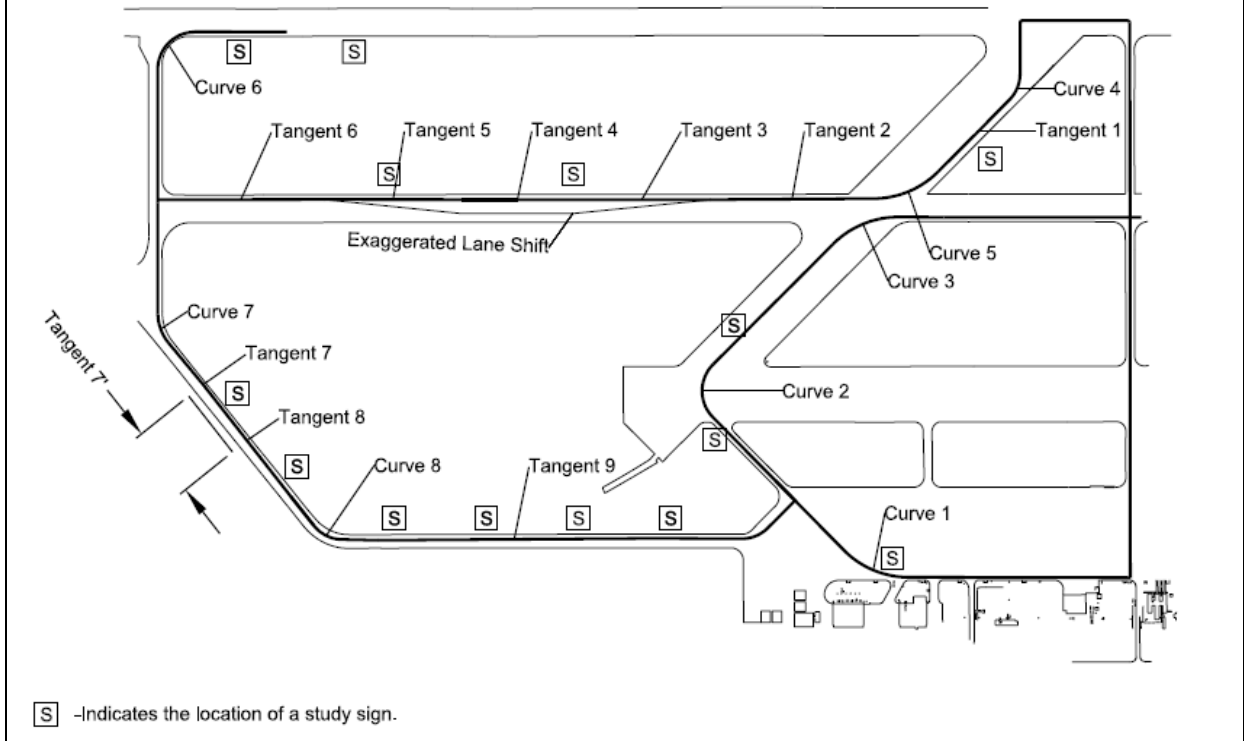 S
S
Curve 6
Curve 4
Tangent 6
Tangent 5
Tangent 4
Tangent 3
Tangent 2
Tangent 1
S
S
S
Exaggerated Lane Shift
Curve 5
Curve 3
Curve 7
S
Tangent 7'
Tangent 7
S
Curve 2
Tangent 8
S
S
Curve 8
Tangent 9
S
S
S
S
Curve 1
S
S -Indicates the location of a study sign.